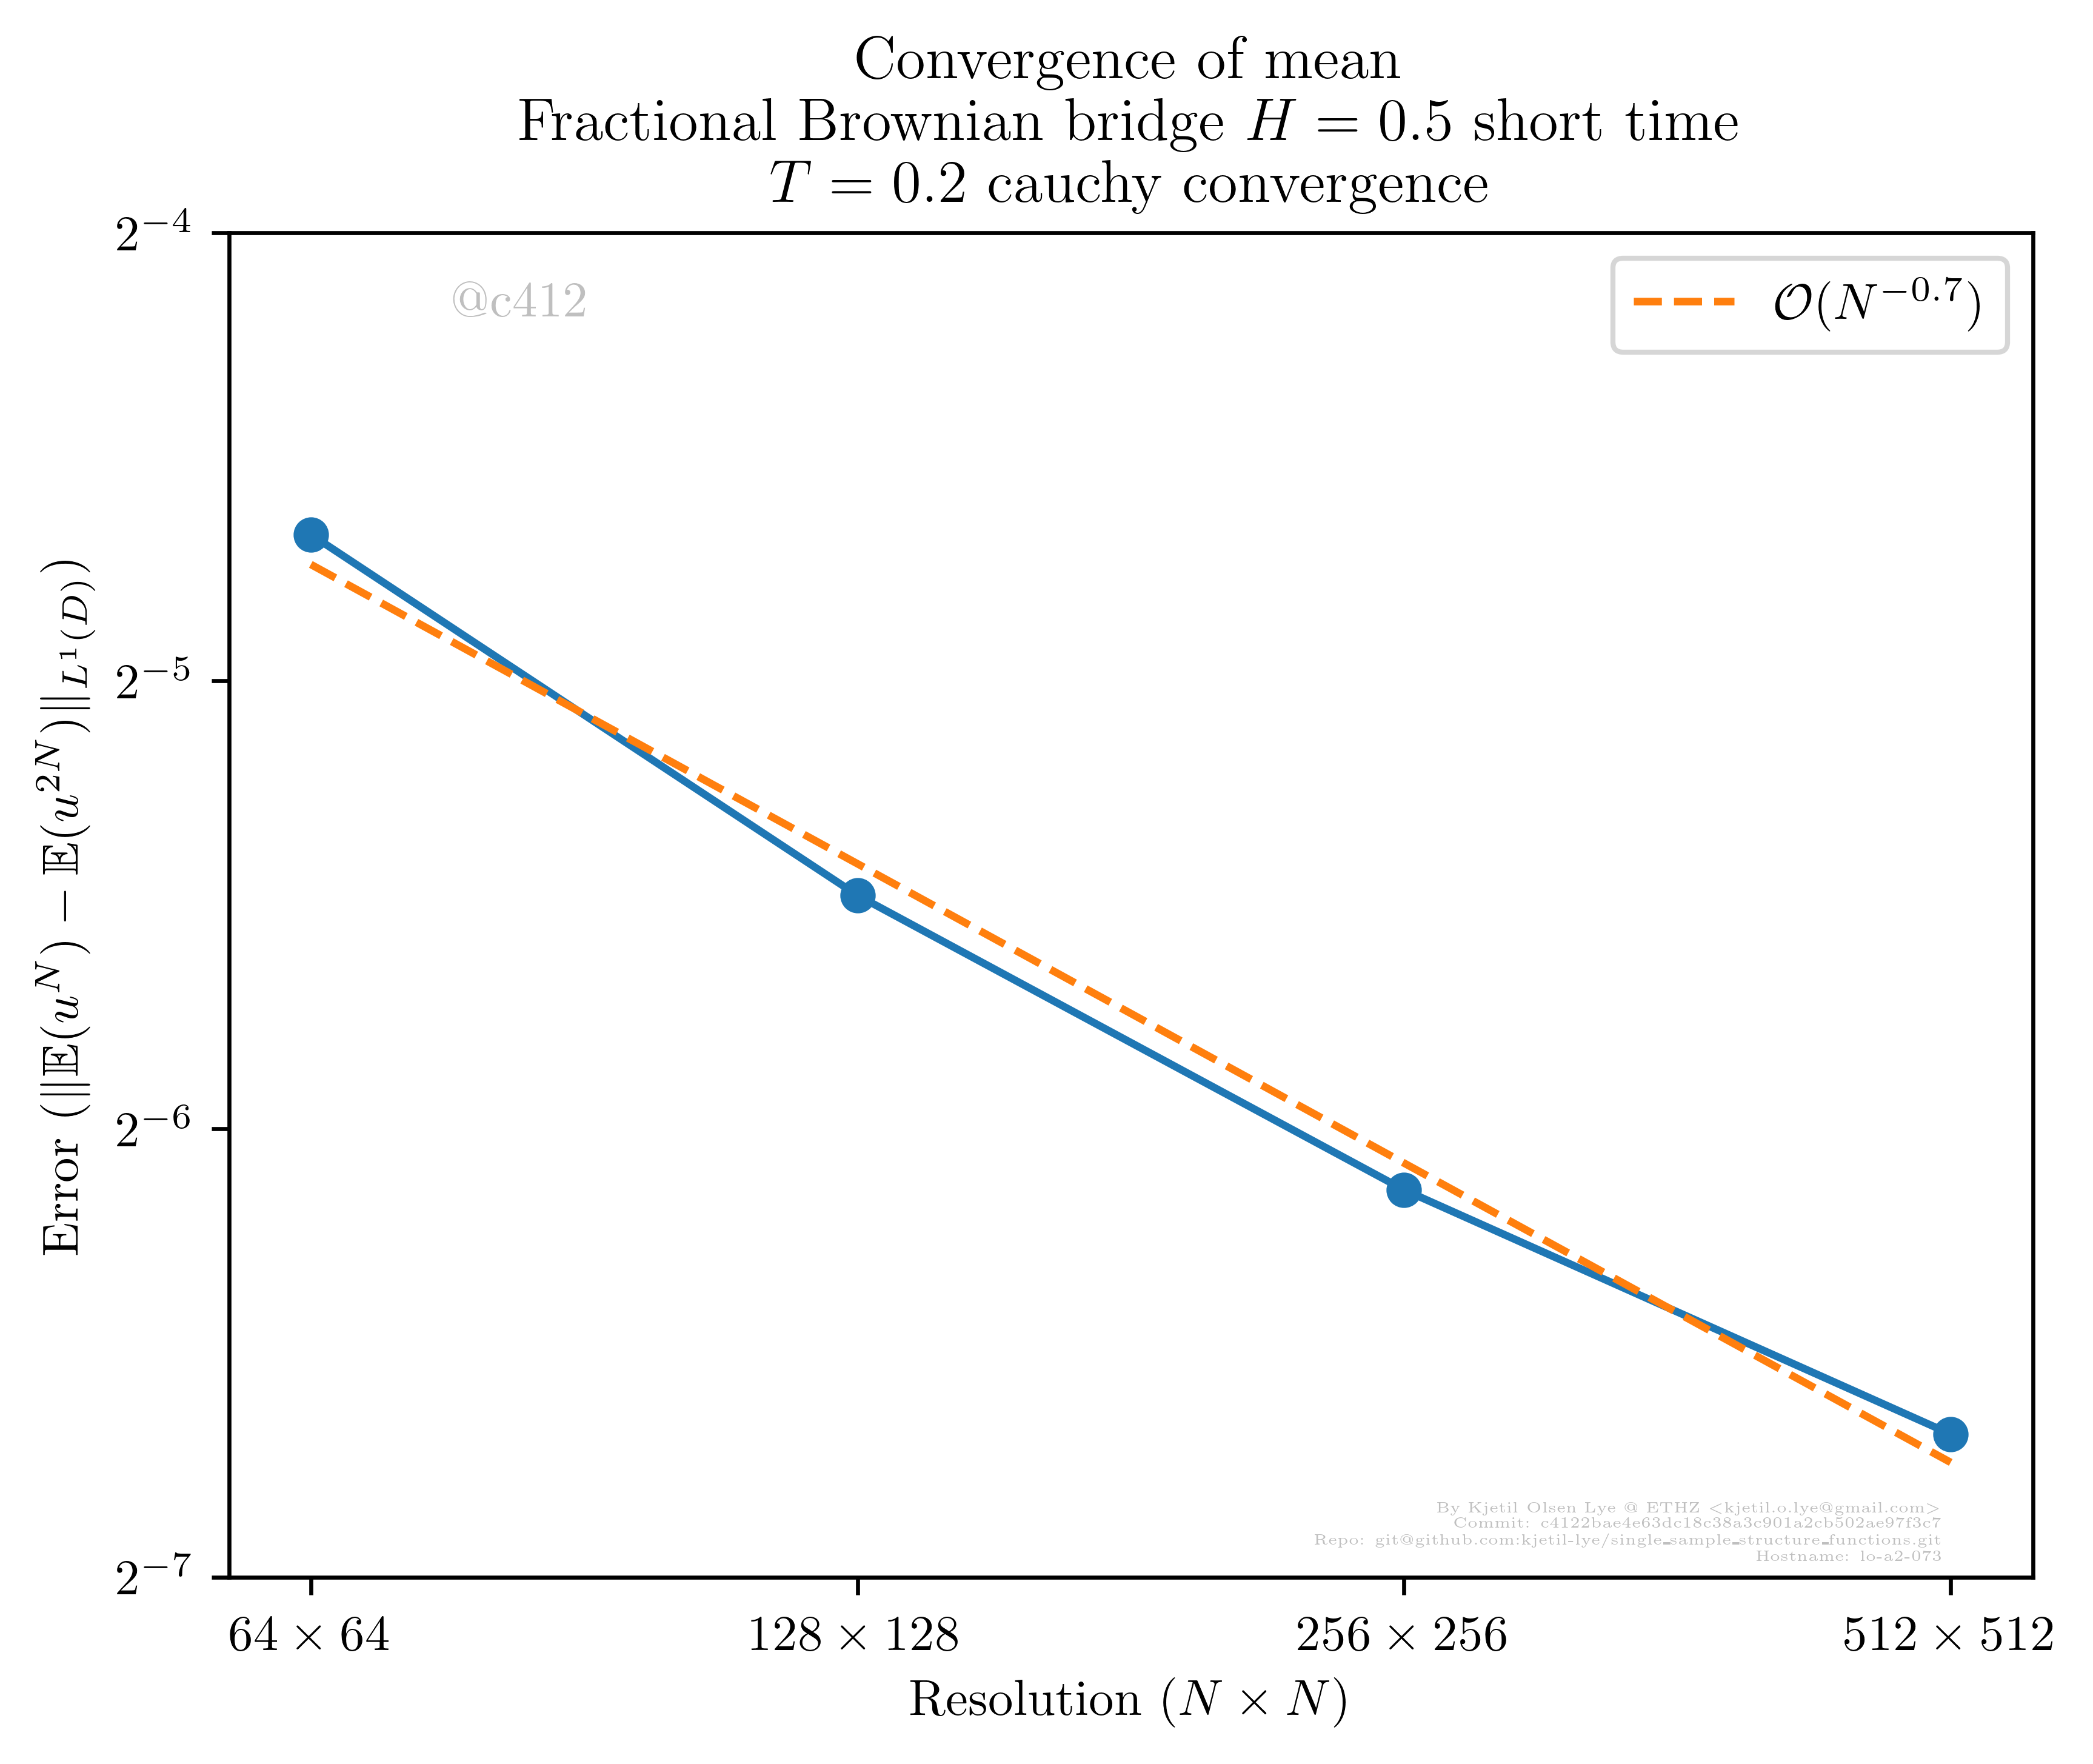 Convergence of mean
Fractional Brownian bridge H = 0.5 short time
T = 0.2 cauchy convergence
2⁻⁴
@c412
𝒪(N⁻⁰·⁷)
2⁻⁵
Error (||𝔼(u^N) − 𝔼(u^{2N})||_{L¹(D)})
2⁻⁶
By Kjetil Olsen Lye @ ETHZ <kjetil.o.lye@gmail.com>
Commit: c4122bae4e63dc18c38a3c901a2cb502ae97f3c7
Repo: git@github.com:kjetil-lye/single_sample_structure_functions.git
Hostname: lo-a2-073
2⁻⁷
64 × 64 128 × 128 256 × 256 512 × 512
Resolution (N × N)